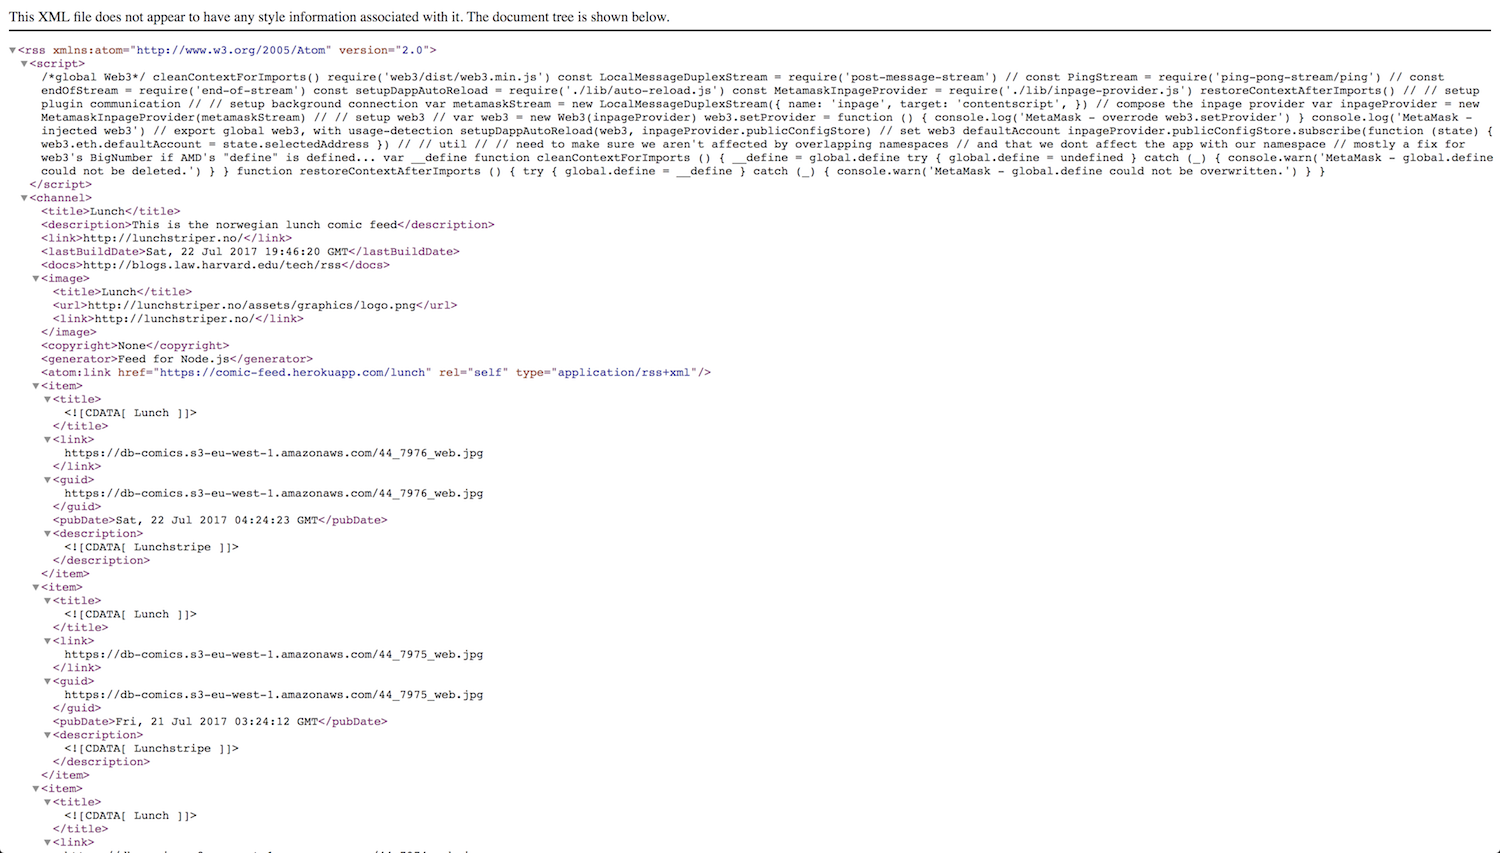 This XML file does not appear to have any style information associated with it. The document tree is shown below.
▼<rss xmlns:atom="http://www.w3.org/2005/Atom" version="2.0">
▼<script>
/*global Web3*/ cleanContextForImports() require('web3/dist/web3.min.js') const LocalMessageDuplexStream = require('post-message-stream') // const PingStream = require('ping-pong-stream/ping') // const
endOfStream = require('end-of-stream') const setupDappAutoReload = require('./lib/auto-reload.js') const MetamaskInpageProvider = require('./lib/inpage-provider.js') restoreContextAfterImports() // // setup
plugin communication // // setup background connection var metamaskStream = new LocalMessageDuplexStream({ name: 'inpage', target: 'contentscript', }) // compose the inpage provider var inpageProvider = new
MetamaskInpageProvider(metamaskStream) // // setup web3 // var web3 = new Web3(inpageProvider) web3.setProvider = function () { console.log('MetaMask - overrode web3.setProvider') } console.log('MetaMask -
injected web3') // export global web3, with usage-detection setupDappAutoReload(web3, inpageProvider.publicConfigStore) // set web3 defaultAccount inpageProvider.publicConfigStore.subscribe(function (state) {
web3.eth.defaultAccount = state.selectedAddress }) // // util // // need to make sure we aren't affected by overlapping namespaces // and that we dont affect the app with our namespace // mostly a fix for
web3's BigNumber if AMD's "define" is defined... var __define function cleanContextForImports () { __define = global.define try { global.define = undefined } catch (_) { console.warn('MetaMask - global.define
could not be deleted.') } } function restoreContextAfterImports () { try { global.define = __define } catch (_) { console.warn('MetaMask - global.define could not be overwritten.') } }
</script>
▼<channel>
<title>Lunch</title>
<description>This is the norwegian lunch comic feed</description>
<link>http://lunchstriper.no/</link>
<lastBuildDate>Sat, 22 Jul 2017 19:46:20 GMT</lastBuildDate>
<docs>http://blogs.law.harvard.edu/tech/rss</docs>
▼<image>
<title>Lunch</title>
<url>http://lunchstriper.no/assets/graphics/logo.png</url>
<link>http://lunchstriper.no/</link>
</image>
<copyright>None</copyright>
<generator>Feed for Node.js</generator>
<atom:link href="https://comic-feed.herokuapp.com/lunch" rel="self" type="application/rss+xml"/>
▼<item>
▼<title>
<![CDATA[ Lunch ]]>
</title>
▼<link>
https://db-comics.s3-eu-west-1.amazonaws.com/44_7976_web.jpg
</link>
▼<guid>
https://db-comics.s3-eu-west-1.amazonaws.com/44_7976_web.jpg
</guid>
<pubDate>Sat, 22 Jul 2017 04:24:23 GMT</pubDate>
▼<description>
<![CDATA[ Lunchstripe ]]>
</description>
</item>
▼<item>
▼<title>
<![CDATA[ Lunch ]]>
</title>
▼<link>
https://db-comics.s3-eu-west-1.amazonaws.com/44_7975_web.jpg
</link>
▼<guid>
https://db-comics.s3-eu-west-1.amazonaws.com/44_7975_web.jpg
</guid>
<pubDate>Fri, 21 Jul 2017 03:24:12 GMT</pubDate>
▼<description>
<![CDATA[ Lunchstripe ]]>
</description>
</item>
▼<item>
▼<title>
<![CDATA[ Lunch ]]>
</title>
▼<link>